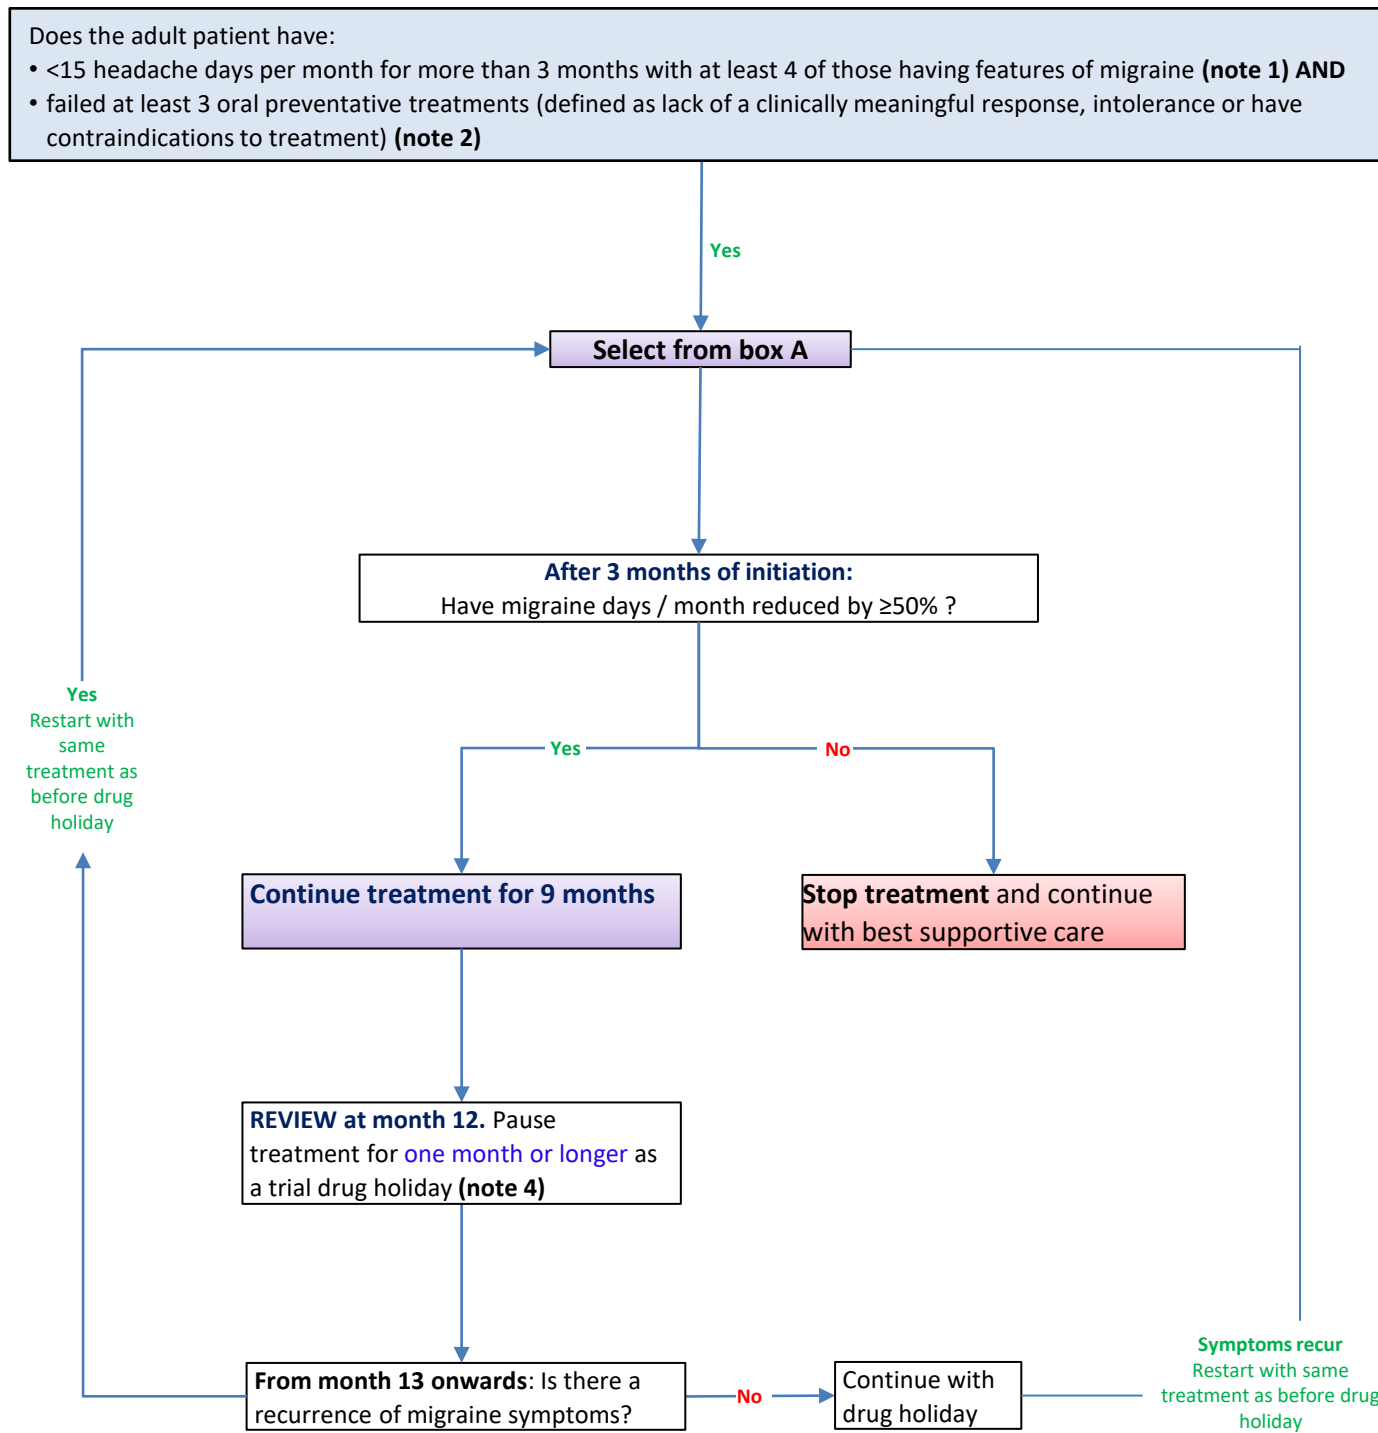 Does the adult patient have:
• <15 headache days per month for more than 3 months with at least 4 of those having features of migraine (note 1) AND
• failed at least 3 oral preventative treatments (defined as lack of a clinically meaningful response, intolerance or have
contraindications to treatment) (note 2)
Yes
Select from box A
After 3 months of initiation:
Have migraine days / month reduced by ≥50% ?
Yes
Restart with
same
treatment as
before drug
holiday
Yes
No
Continue treatment for 9 months
Stop treatment and continue
with best supportive care
REVIEW at month 12. Pause
treatment for one month or longer as
a trial drug holiday (note 4)
From month 13 onwards: Is there a
recurrence of migraine symptoms?
No
Continue with
drug holiday
Symptoms recur
Restart with same
treatment as before drug
holiday